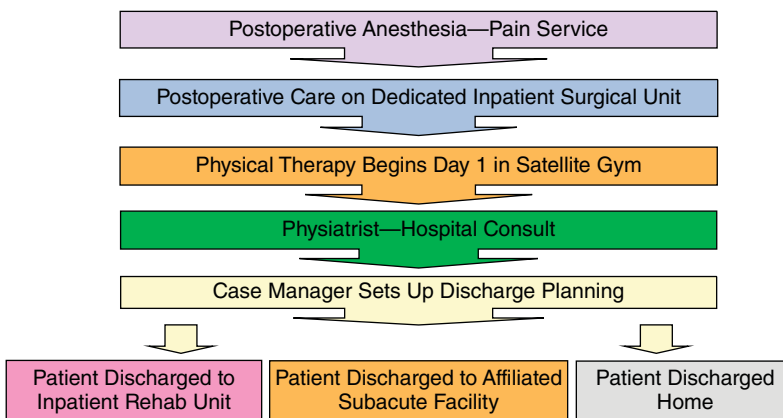 Postoperative Anesthesia—Pain Service
Postoperative Care on Dedicated Inpatient Surgical Unit
Physical Therapy Begins Day 1 in Satellite Gym
Physiatrist—Hospital Consult
Case Manager Sets Up Discharge Planning
Patient Discharged to
Inpatient Rehab Unit
Patient Discharged to Affiliated
Subacute Facility
Patient Discharged
Home